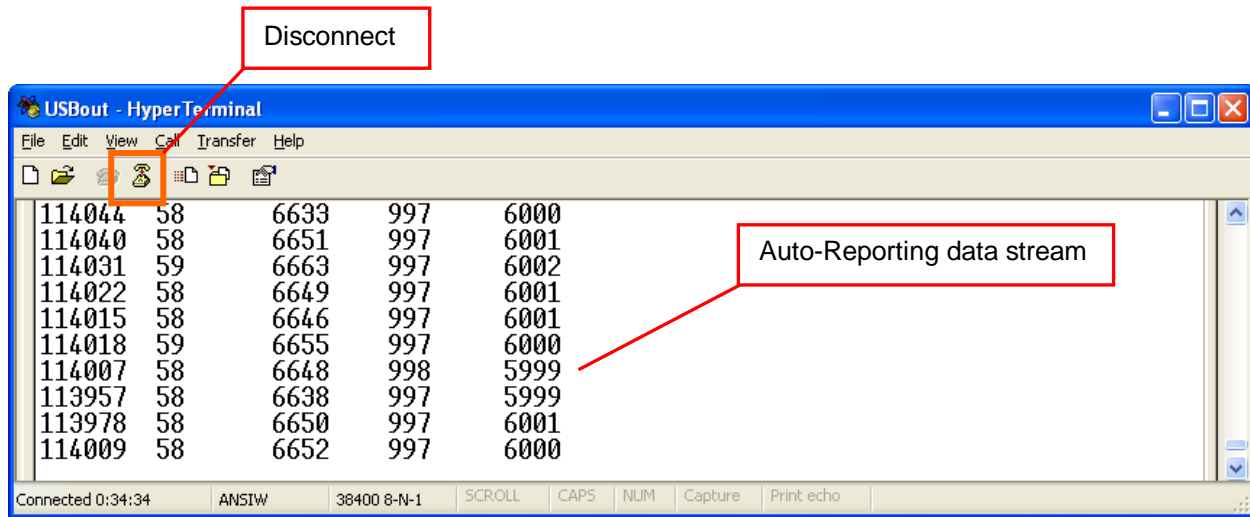 Disconnect
USBout - HyperTerminal
File Edit View Call Transfer Help
114044 58 6633 997 6000
114040 58 6651 997 6001
114031 59 6663 997 6002
114022 58 6649 997 6001
114015 58 6646 997 6001
114018 59 6655 997 6000
114007 58 6648 998 5999
113957 58 6638 997 5999
113978 58 6650 997 6001
114009 58 6652 997 6000
Auto-Reporting data stream
Connected 0:34:34 ANSIW 38400 8-N-1 SCROLL CAPS NUM Capture Print echo